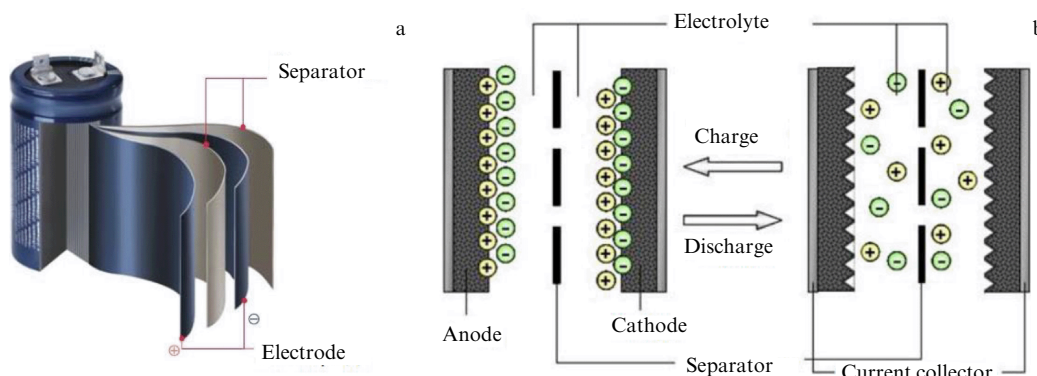 a
Electrolyte
b
Separator
Charge
Discharge
Anode
Cathode
Electrode
Separator
Current collector